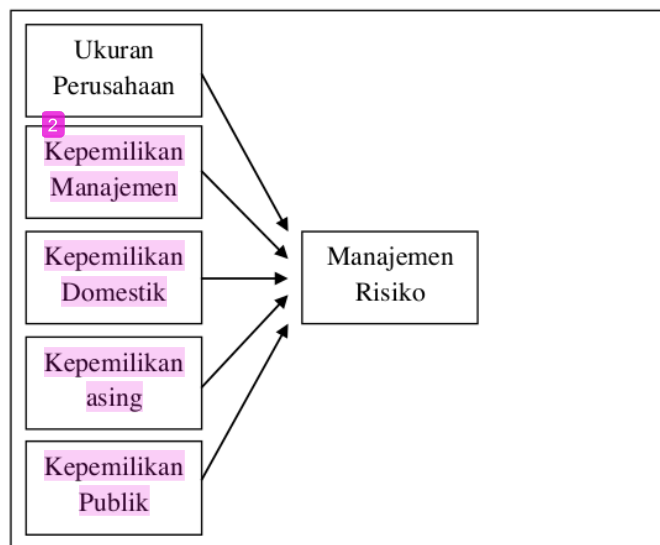 Ukuran
Perusahaan
2
Kepemilikan
Manajemen
Kepemilikan
Domestik
Kepemilikan
asing
Kepemilikan
Publik
Manajemen
Risiko